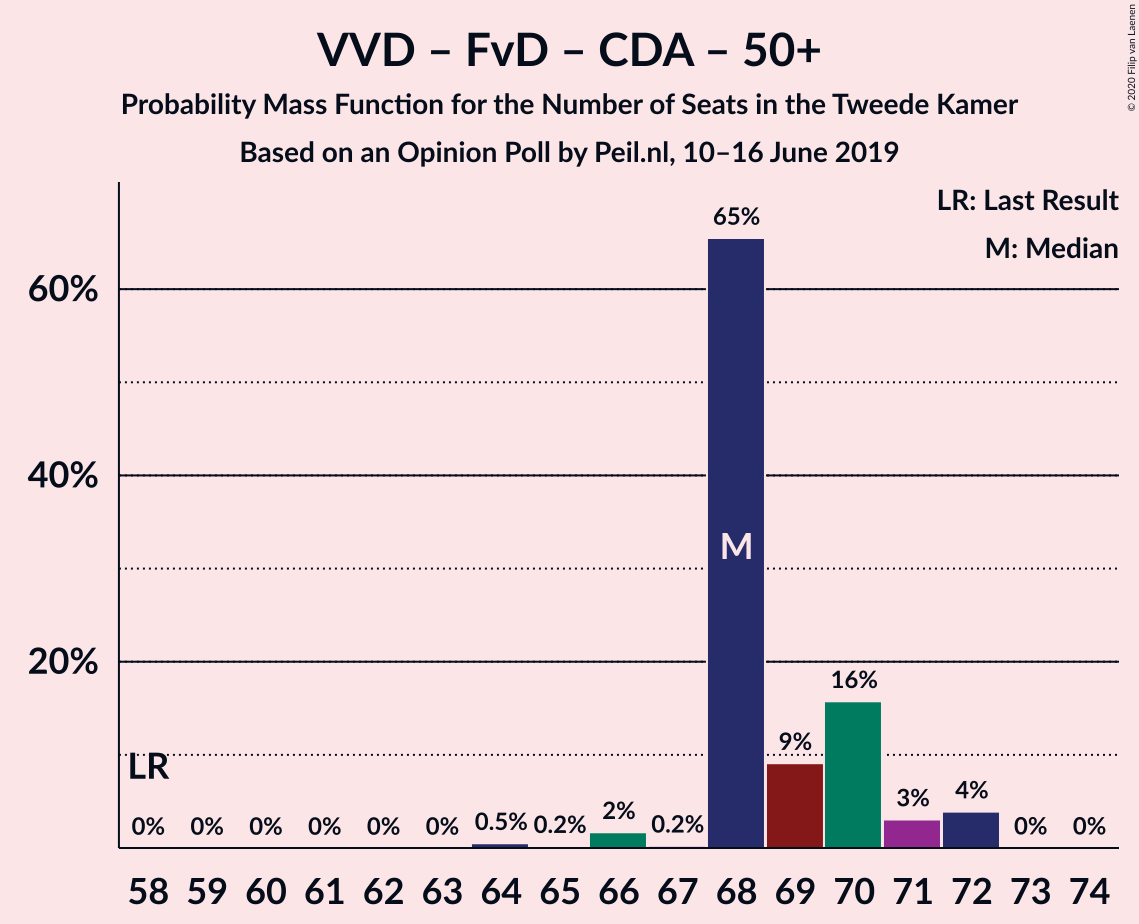 VVD – FvD – CDA – 50+
Probability Mass Function for the Number of Seats in the Tweede Kamer
Based on an Opinion Poll by Peil.nl, 10–16 June 2019
© 2020 Filip van Laenen
LR: Last Result
M: Median
65%
60%
M
40%
20%
16%
9%
LR
4%
3%
2%
0% 0% 0% 0% 0% 0% 0.5% 0.2% 0.2% 0% 0%
58 59 60 61 62 63 64 65 66 67 68 69 70 71 72 73 74